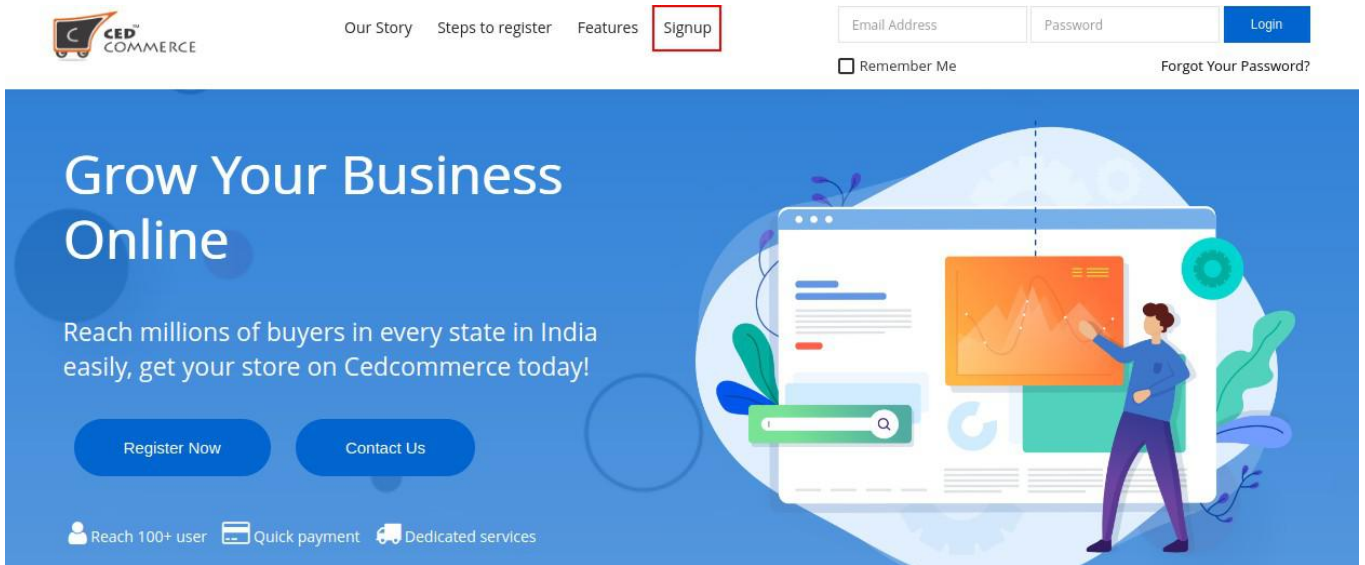 CED™
COMMERCE
Our Story Steps to register Features Signup
Email Address Password Login
Remember Me Forgot Your Password?
Grow Your Business
Online
Reach millions of buyers in every state in India
easily, get your store on Cedcommerce today!
Register Now Contact Us
Reach 100+ user Quick payment Dedicated services